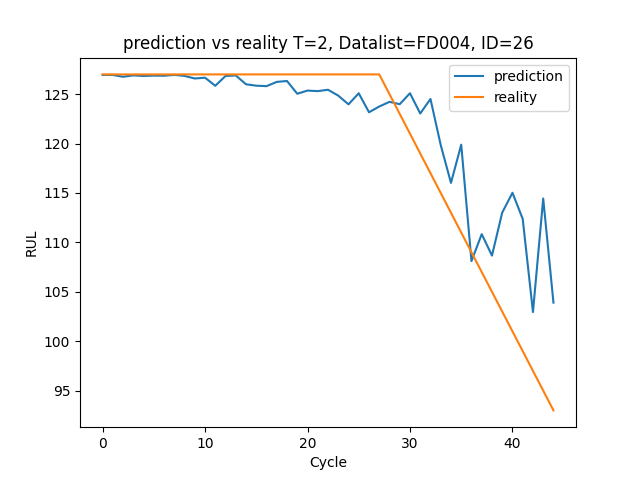 prediction vs reality T=2, Datalist=FD004, ID=26
prediction
reality
125
120
115
110
105
100
95
RUL
0 10 20 30 40
Cycle